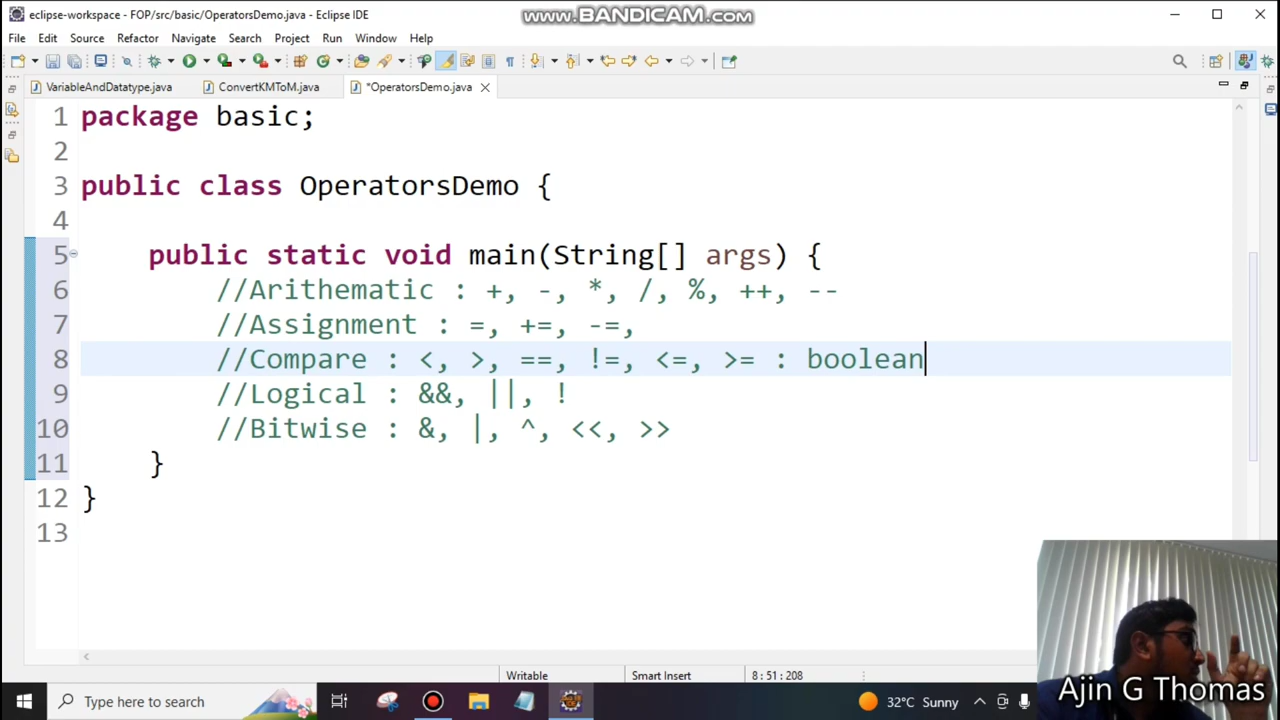 eclipse-workspace - FOP/src/basic/OperatorsDemo.java - Eclipse IDE
www.BANDICAM.com
File Edit Source Refactor Navigate Search Project Run Window Help
VariableAndDatatype.java ConvertKMToM.java *OperatorsDemo.java
1 package basic;
2
3 public class OperatorsDemo {
4
5 public static void main(String[] args) {
6 //Arithematic : +, -, *, /, %, ++, --
7 //Assignment : =, +=, -=,
8 //Compare : <, >, ==, !=, <=, >= : boolean
9 //Logical : &&, ||, !
10 //Bitwise : &, |, ^, <<, >>
11 }
12 }
13
Writable Smart Insert 8 : 51 : 208
Type here to search 32°C Sunny
Ajin G Thomas